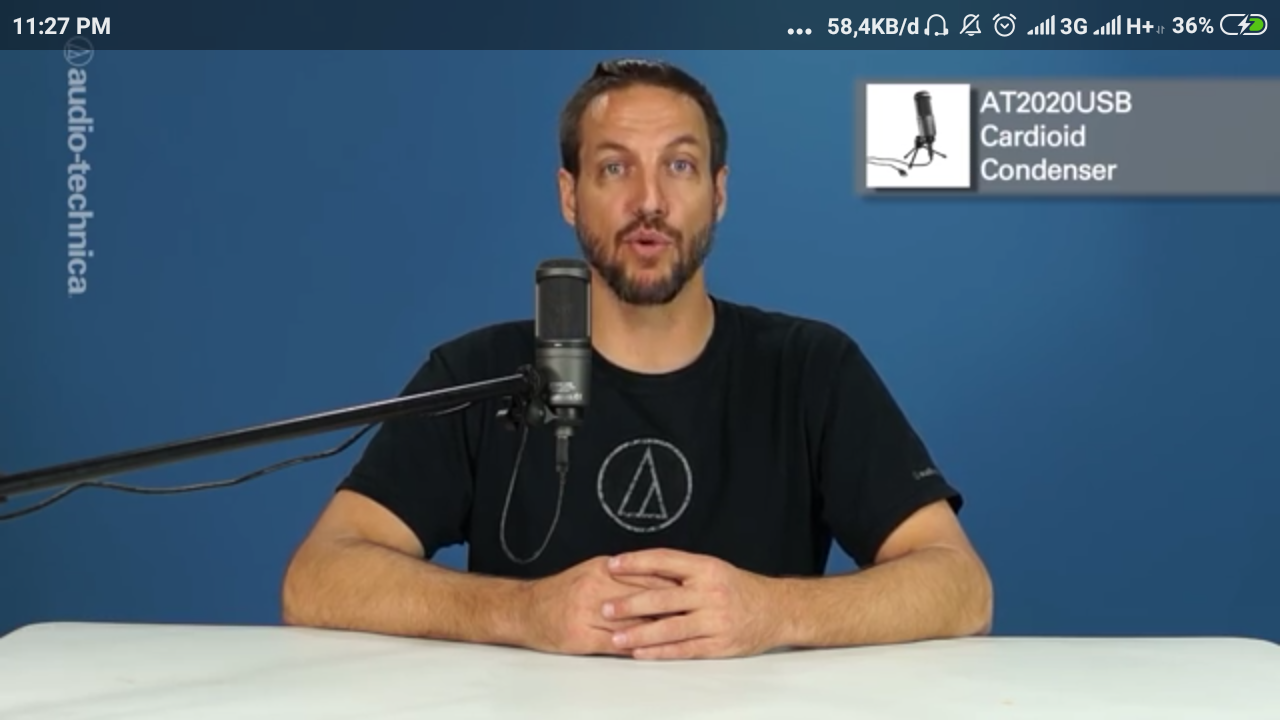 11:27 PM
... 58,4KB/d 3G H+ 36%
audio-technica
AT2020USB
Cardioid
Condenser